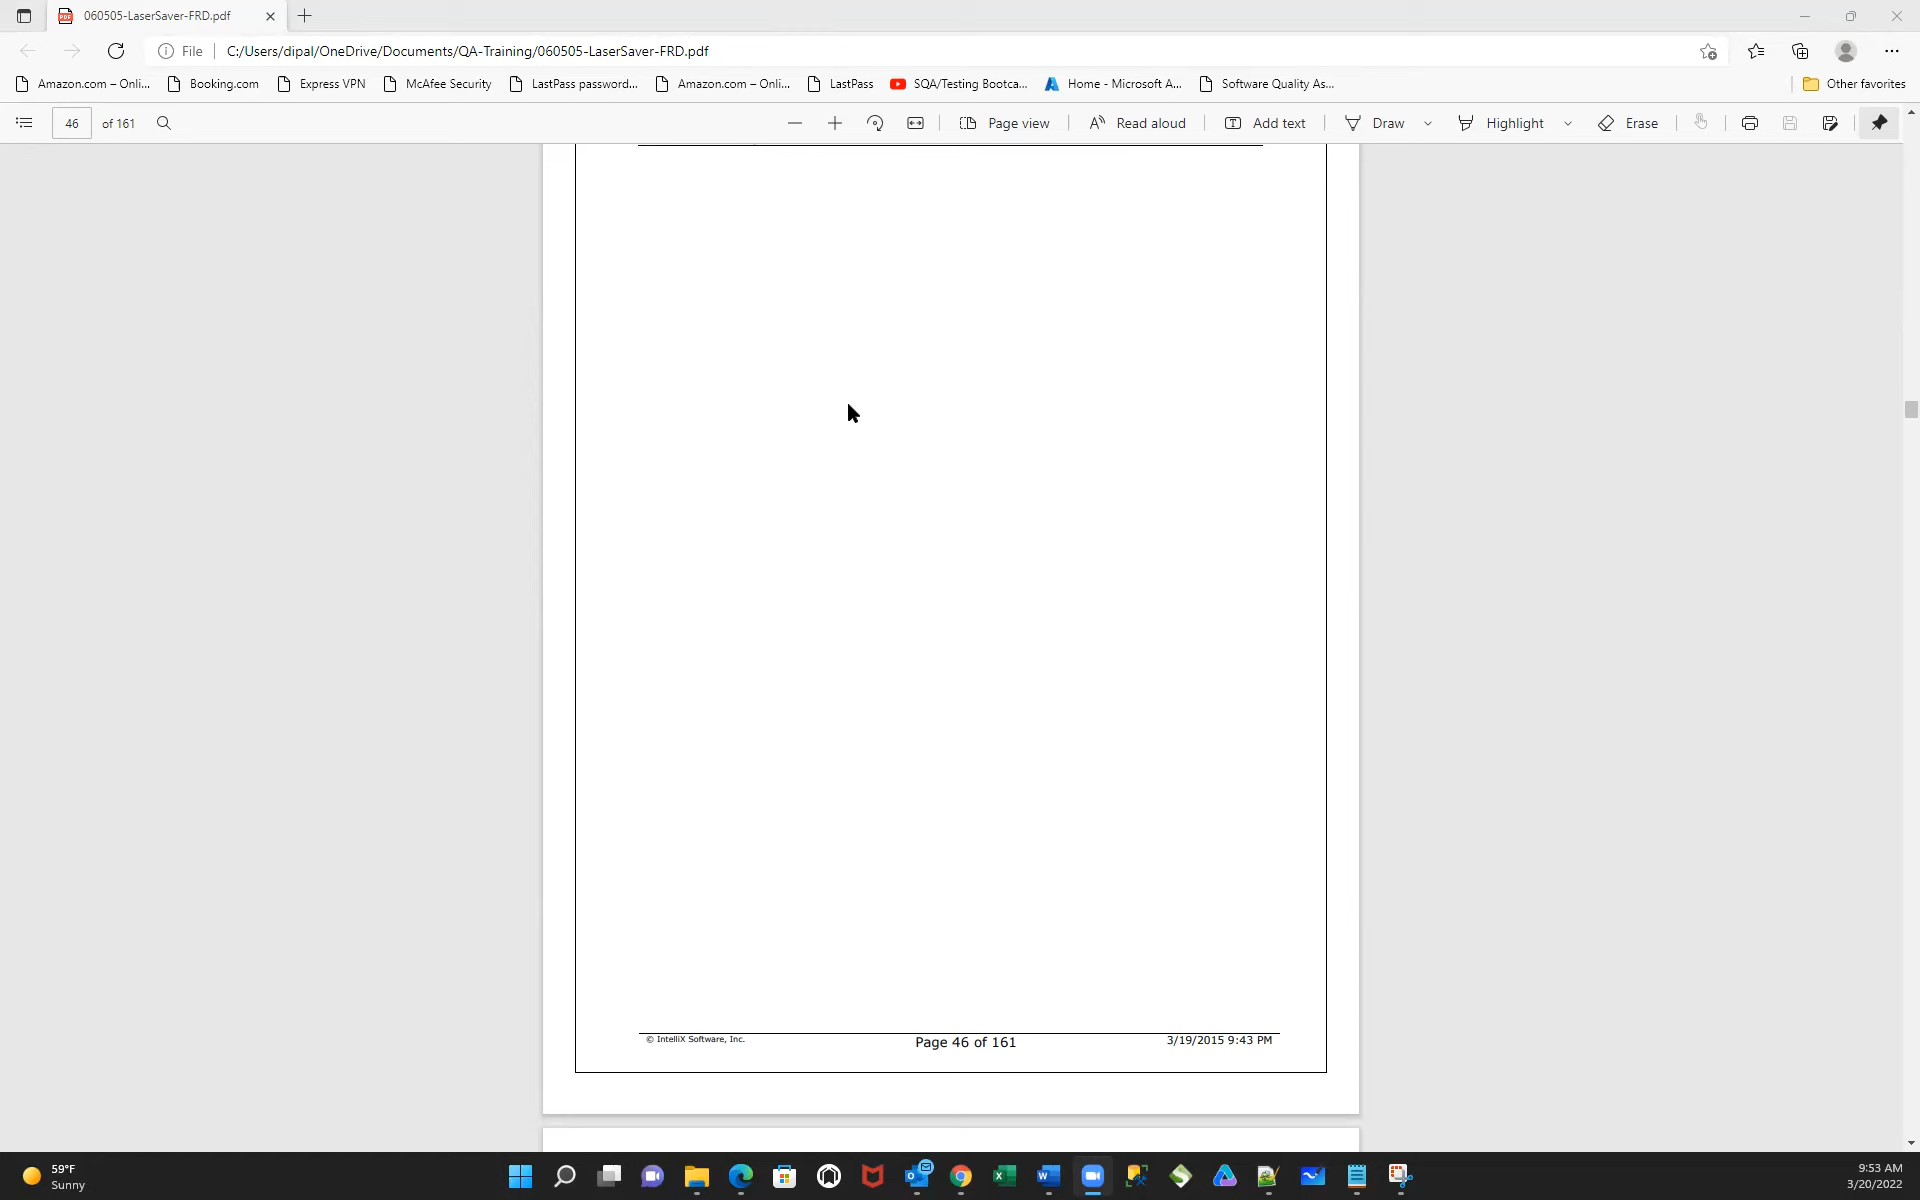 060505-LaserSaver-FRD.pdf
File
C:/Users/dipal/OneDrive/Documents/QA-Training/060505-LaserSaver-FRD.pdf
Amazon.com – Onli...
Booking.com
Express VPN
McAfee Security
LastPass password...
Amazon.com – Onli...
LastPass
SQA/Testing Bootca...
Home - Microsoft A...
Software Quality As...
Other favorites
46 of 161
Page view
Read aloud
Add text
Draw
Highlight
Erase
© IntelliX Software, Inc.
Page 46 of 161
3/19/2015 9:43 PM
59°F
Sunny
9:53 AM
3/20/2022